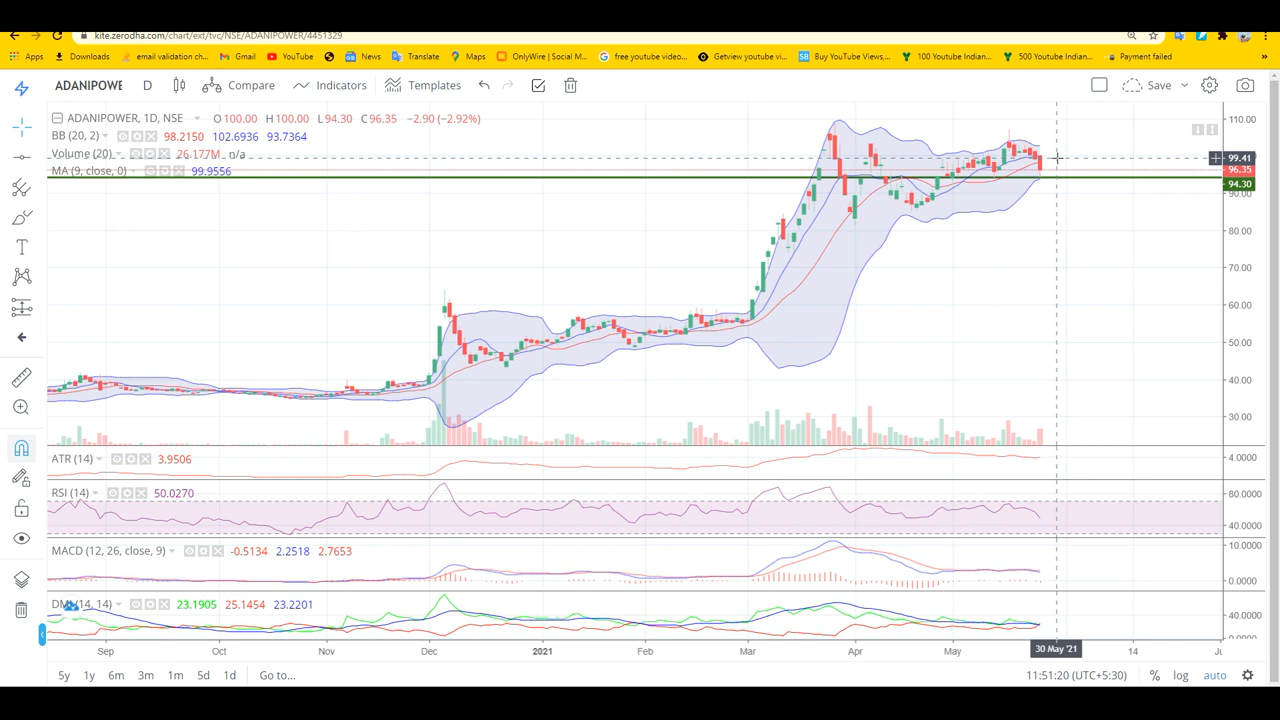 kite.zerodha.com/chart/ext/tvc/NSE/ADANIPOWER/4451329
Apps Downloads email validation ch... Gmail YouTube News Translate Maps OnlyWire | Social M... free youtube video... Getview youtube vi... SB Buy YouTube Views,... 100 Youtube Indian... 500 Youtube Indian... Payment failed »
ADANIPOWE D Compare Indicators Templates Save
ADANIPOWER, 1D, NSE O100.00 H100.00 L94.30 C96.35 −2.90 (−2.92%)
BB (20, 2) 98.2150 102.6936 93.7364
Volume (20) 26.177M n/a
MA (9, close, 0) 99.9556
110.00
99.41
96.35
94.30
90.00
80.00
70.00
60.00
50.00
40.00
30.00
ATR (14) 3.9506
4.0000
RSI (14) 50.0270
80.0000
40.0000
MACD (12, 26, close, 9) -0.5134 2.2518 2.7653
10.0000
0.0000
14, 14) 23.1905 25.1454 23.2201
40.0000
0.0000
Sep Oct Nov Dec 2021 Feb Mar Apr May 30 May '21 14
5y 1y 6m 3m 1m 5d 1d Go to... 11:51:20 (UTC+5:30) % log auto